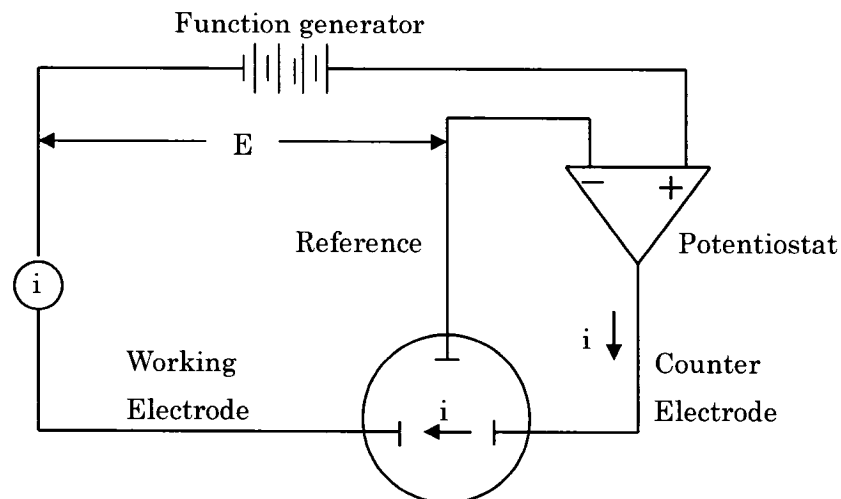 Function generator
E
− +
Reference
Potentiostat
i
i
Working
Electrode
i
Counter
Electrode